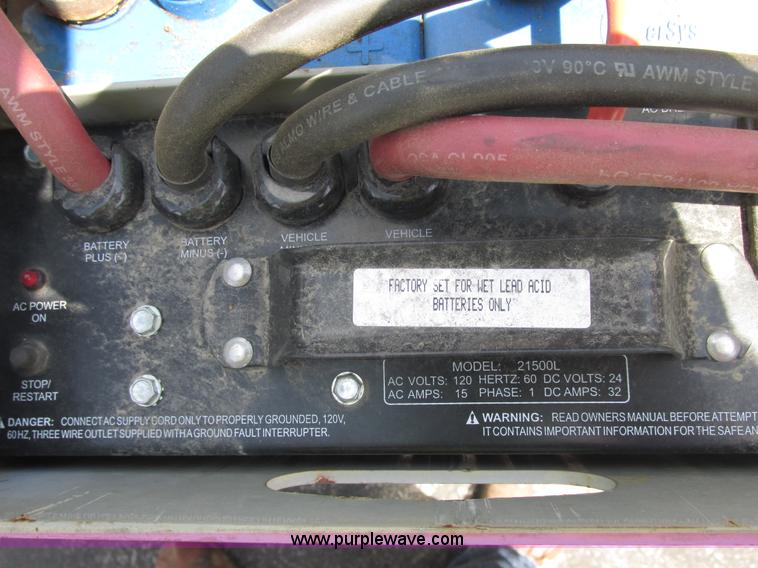 AWM STYLE
ALMO WIRE & CABLE
90°C AWM STYLE
BATTERY
PLUS
BATTERY
MINUS (-)
VEHICLE
VEHICLE
AC POWER
ON
STOP/
RESTART
FACTORY SET FOR WET LEAD ACID
BATTERIES ONLY
MODEL: 21500L
AC VOLTS: 120 HERTZ: 60 DC VOLTS: 24
AC AMPS: 15 PHASE: 1 DC AMPS: 32
DANGER: CONNECT AC SUPPLY CORD ONLY TO PROPERLY GROUNDED, 120V,
60HZ, THREE WIRE OUTLET SUPPLIED WITH A GROUND FAULT INTERRUPTER.
WARNING: READ OWNERS MANUAL BEFORE ATTEMPT
IT CONTAINS IMPORTANT INFORMATION FOR THE SAFE AN
www.purplewave.com